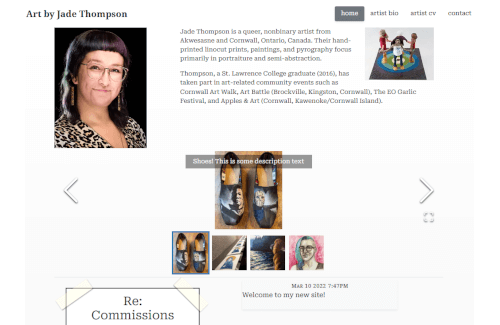 Art by Jade Thompson
home artist bio artist cv contact
Jade Thompson is a queer, nonbinary artist from
Akwesasne and Cornwall, Ontario, Canada. Their hand-
printed linocut prints, paintings, and pyrography focus
primarily in portraiture and semi-abstraction.
Thompson, a St. Lawrence College graduate (2016), has
taken part in art-related community events such as
Cornwall Art Walk, Art Battle (Brockville, Kingston, Cornwall), The EO Garlic
Festival, and Apples & Art (Cornwall, Kawenoke/Cornwall Island).
Shoes! This is some description text
Re:
Commissions
Mar 10 2022 7:47PM
Welcome to my new site!